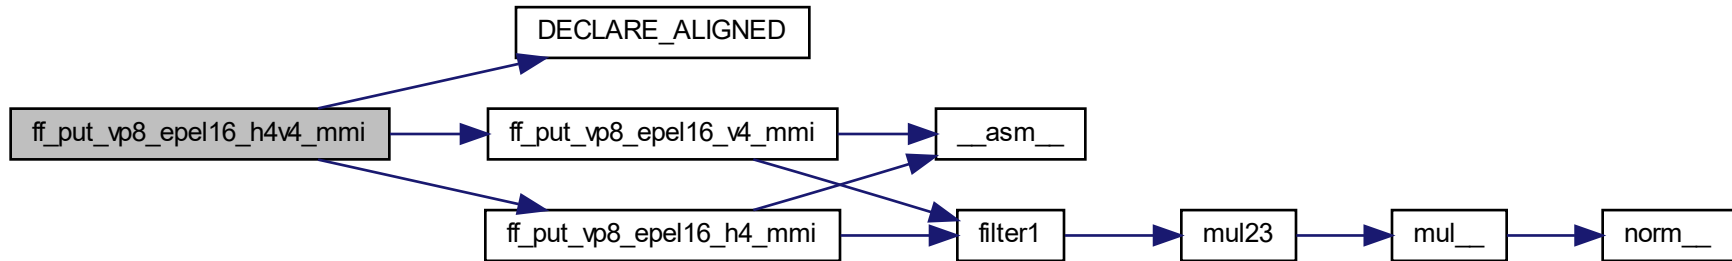 DECLARE_ALIGNED
ff_put_vp8_epel16_h4v4_mmi
ff_put_vp8_epel16_v4_mmi
__asm__
ff_put_vp8_epel16_h4_mmi
filter1
mul23
mul__
norm__